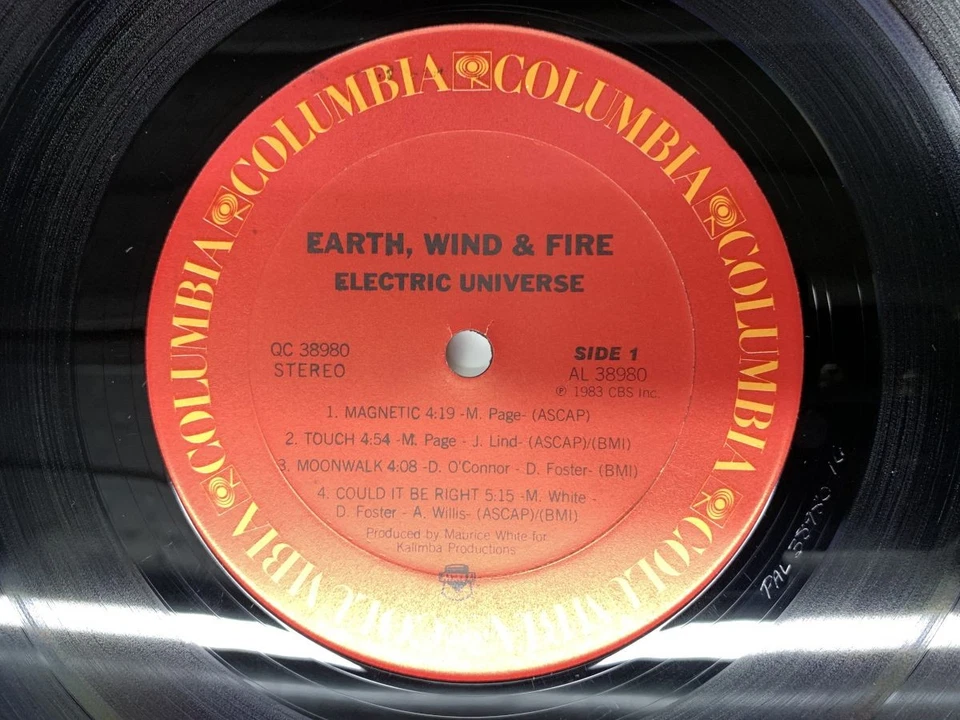 COLUMBIA COLUMBIA COLUMBIA COLUMBIA COLUMBIA COLUMBIA
EARTH, WIND & FIRE
ELECTRIC UNIVERSE
QC 38980
STEREO
SIDE 1
AL 38980
℗ 1983 CBS Inc.
1. MAGNETIC 4:19 -M. Page- (ASCAP)
2. TOUCH 4:54 -M. Page - J. Lind- (ASCAP)/(BMI)
3. MOONWALK 4:08 -D. O'Connor - D. Foster- (BMI)
4. COULD IT BE RIGHT 5:15 -M. White -
D. Foster - A. Willis- (ASCAP)/(BMI)
Produced by Maurice White for
Kalimba Productions
PAL